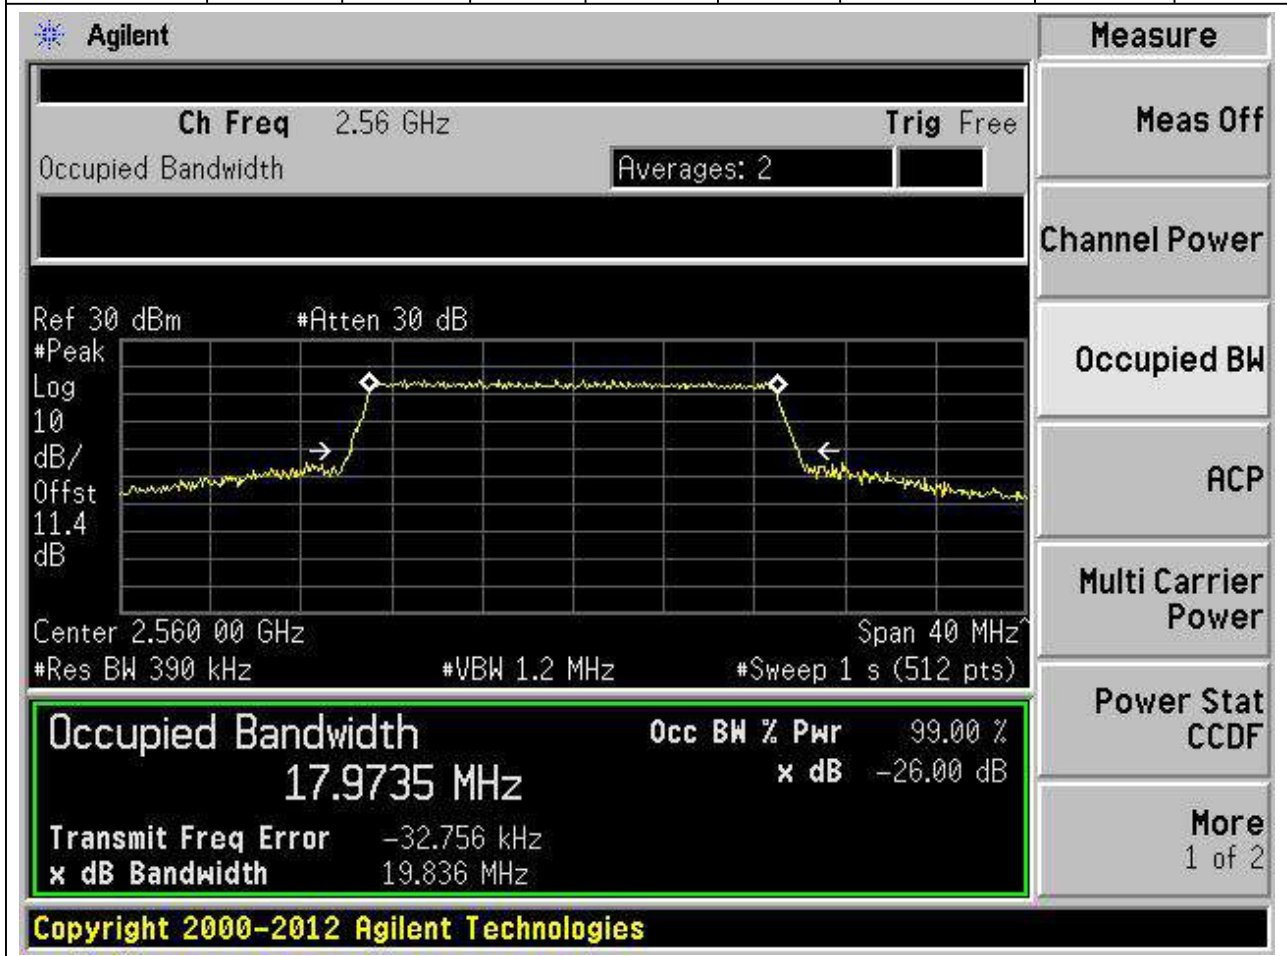 Agilent
Measure
Ch Freq 2.56 GHz Trig Free
Meas Off
Occupied Bandwidth Averages: 2
Channel Power
Ref 30 dBm #Atten 30 dB
#Peak
Log
10
dB/
Offst
11.4
dB
Occupied BW
ACP
Center 2.560 00 GHz Span 40 MHz^
#Res BW 390 kHz #VBW 1.2 MHz #Sweep 1 s (512 pts)
Multi Carrier
Power
Occupied Bandwidth Occ BW % Pwr 99.00 %
17.9735 MHz x dB -26.00 dB
Power Stat
CCDF
Transmit Freq Error -32.756 kHz
x dB Bandwidth 19.836 MHz
More
1 of 2
Copyright 2000-2012 Agilent Technologies